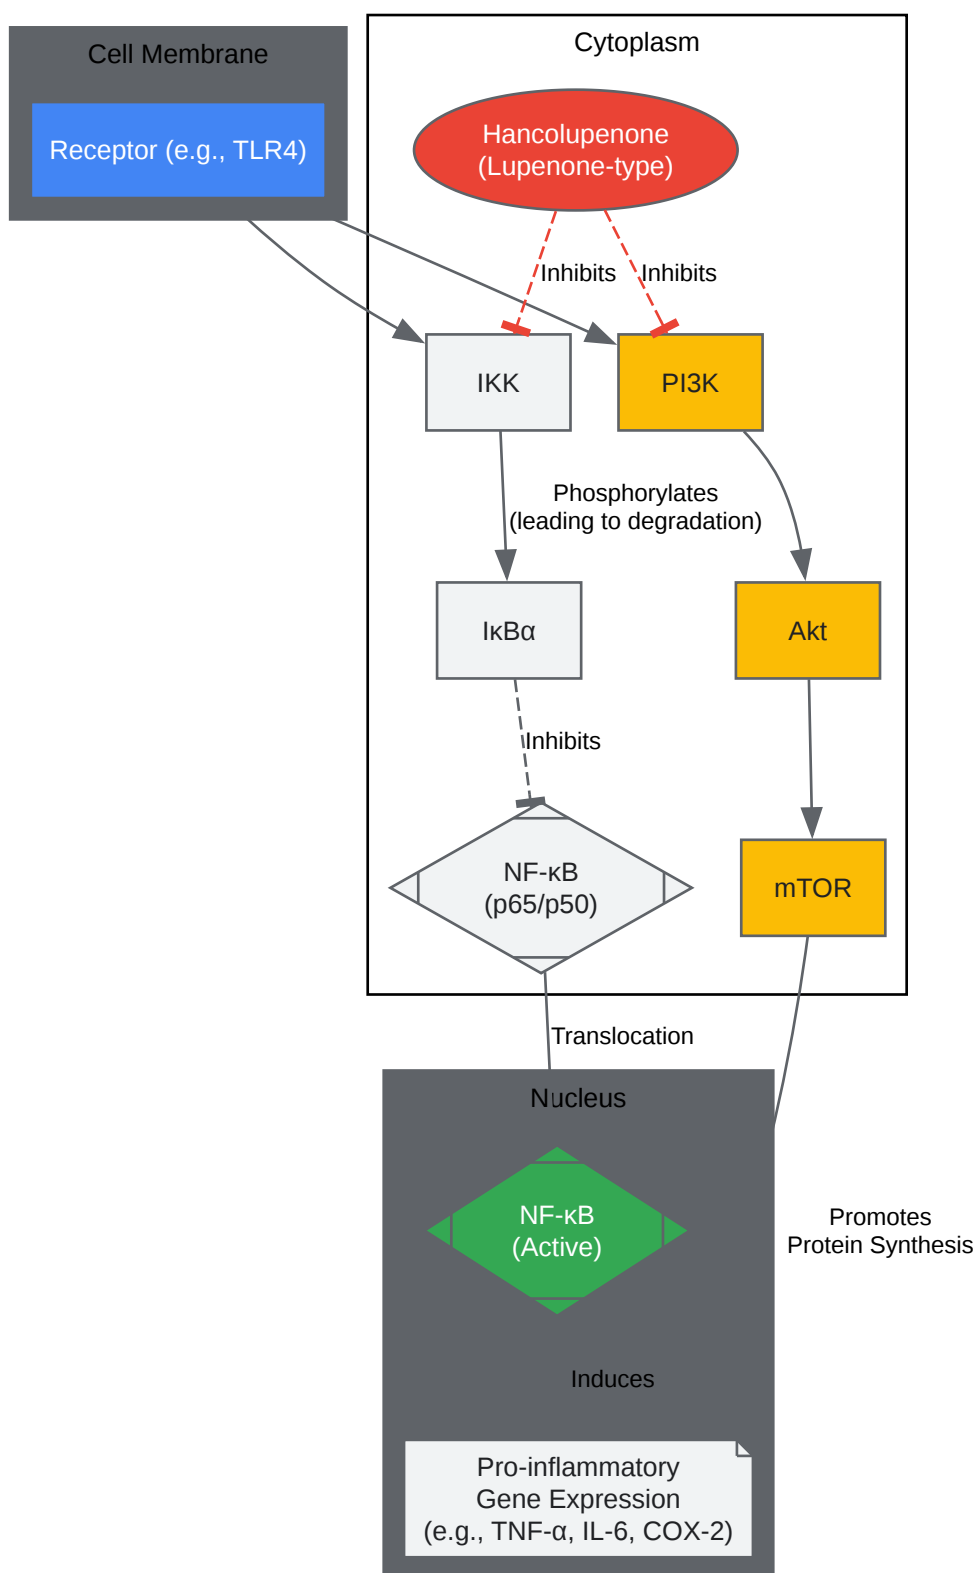 Cell Membrane
Cytoplasm
Receptor (e.g., TLR4)
Hancolupenone
(Lupenone-type)
Inhibits
Inhibits
IKK
PI3K
Phosphorylates
(leading to degradation)
IκBα
Akt
Inhibits
NF-κB
(p65/p50)
mTOR
Translocation
Nucleus
NF-κB
(Active)
Promotes
Protein Synthesis
Induces
Pro-inflammatory
Gene Expression
(e.g., TNF-α, IL-6, COX-2)